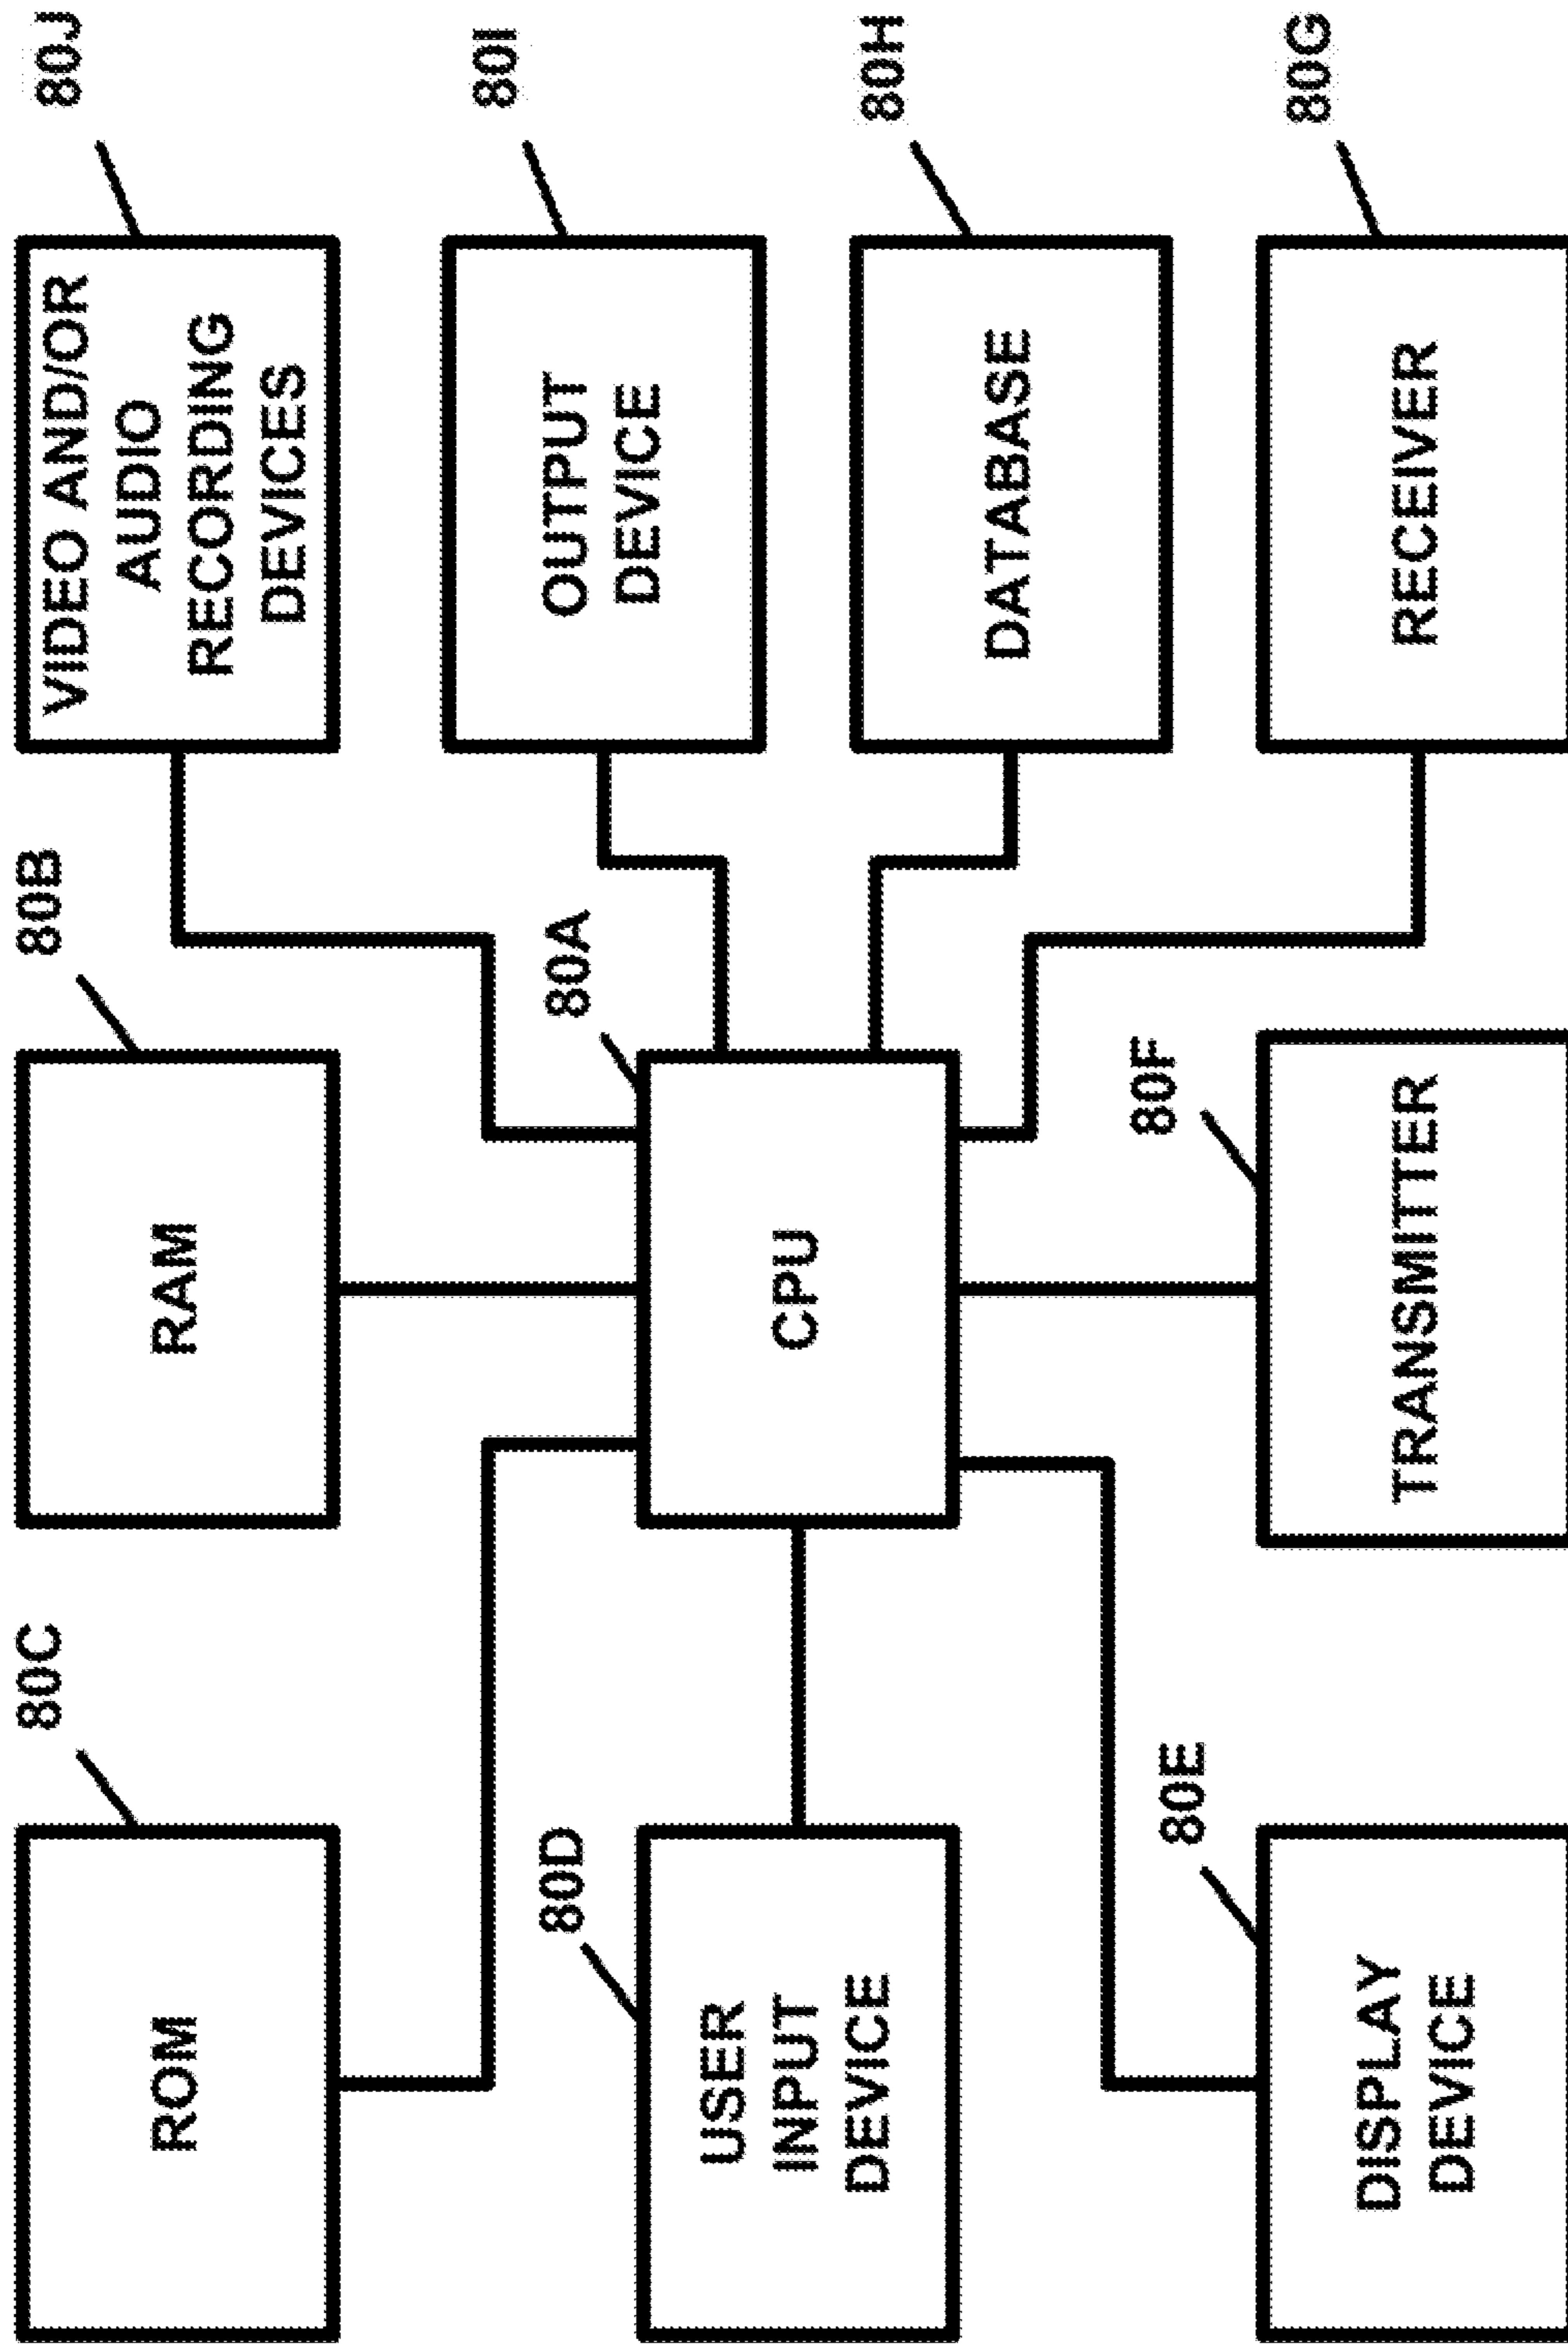 80C
ROM
80B
RAM
VIDEO AND/OR
AUDIO
RECORDING
DEVICES
80J
80D
USER
INPUT
DEVICE
80A
CPU
OUTPUT
DEVICE
80I
DATABASE
80H
80E
DISPLAY
DEVICE
80F
TRANSMITTER
RECEIVER
80G